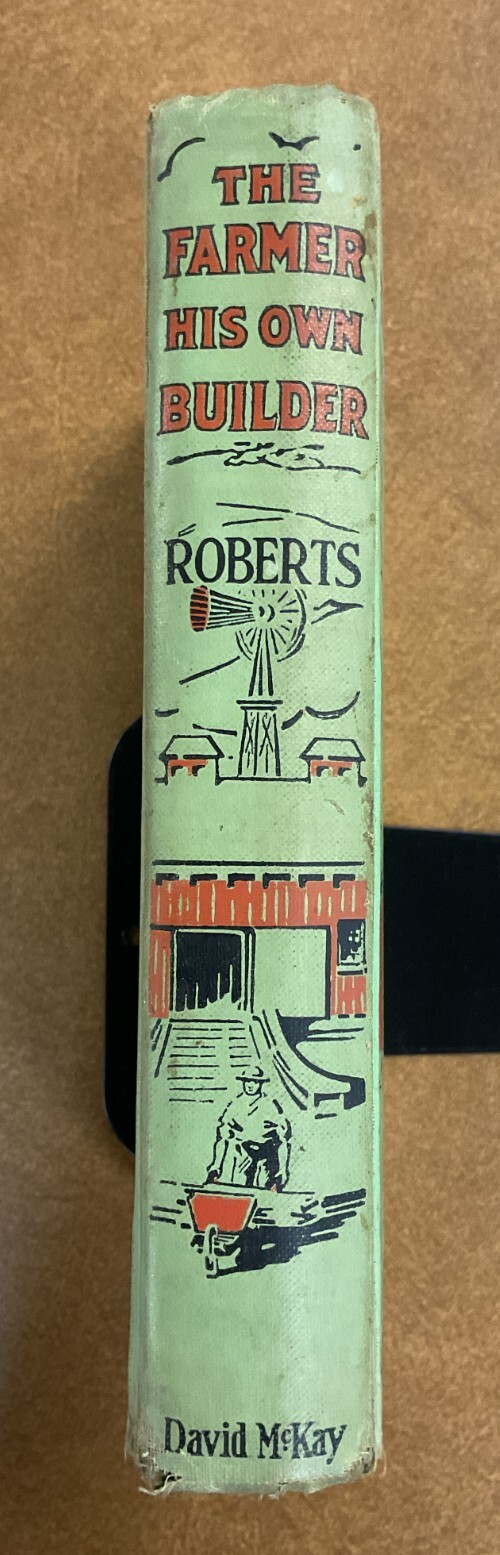 THE
FARMER
HIS OWN
BUILDER
ROBERTS
David McKay